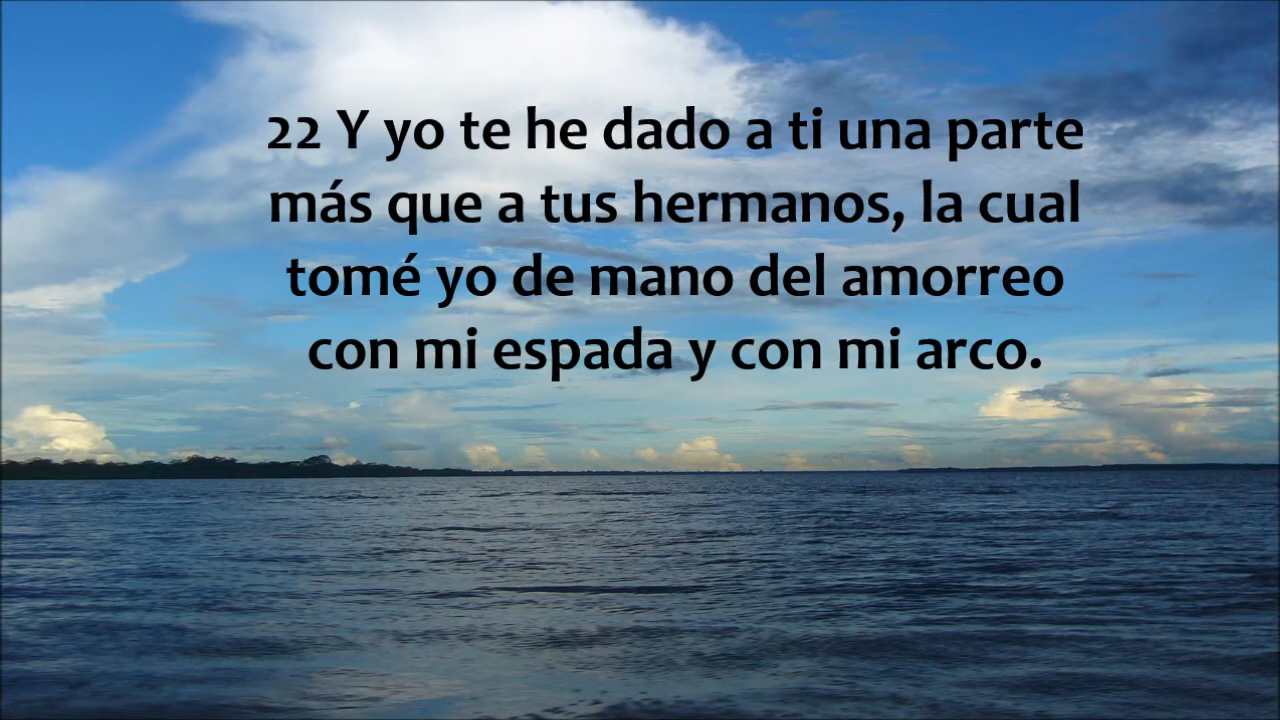 22 Y yo te he dado a ti una parte
más que a tus hermanos, la cual
tomé yo de mano del amorreo
con mi espada y con mi arco.